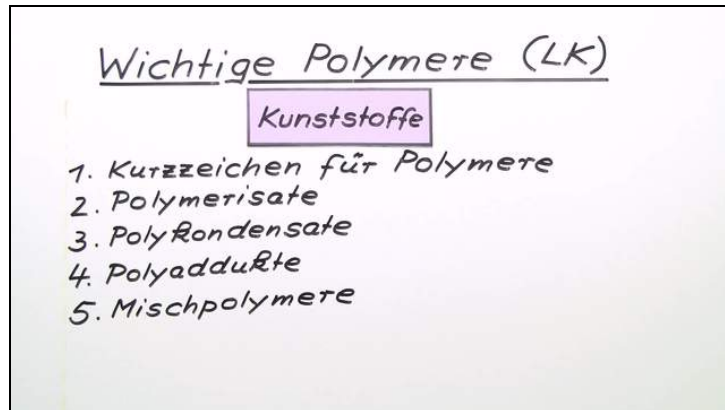 Wichtige Polymere (LK)
Kunststoffe
1. Kurzzeichen für Polymere
2. Polymerisate
3. Polykondensate
4. Polyaddukte
5. Mischpolymere